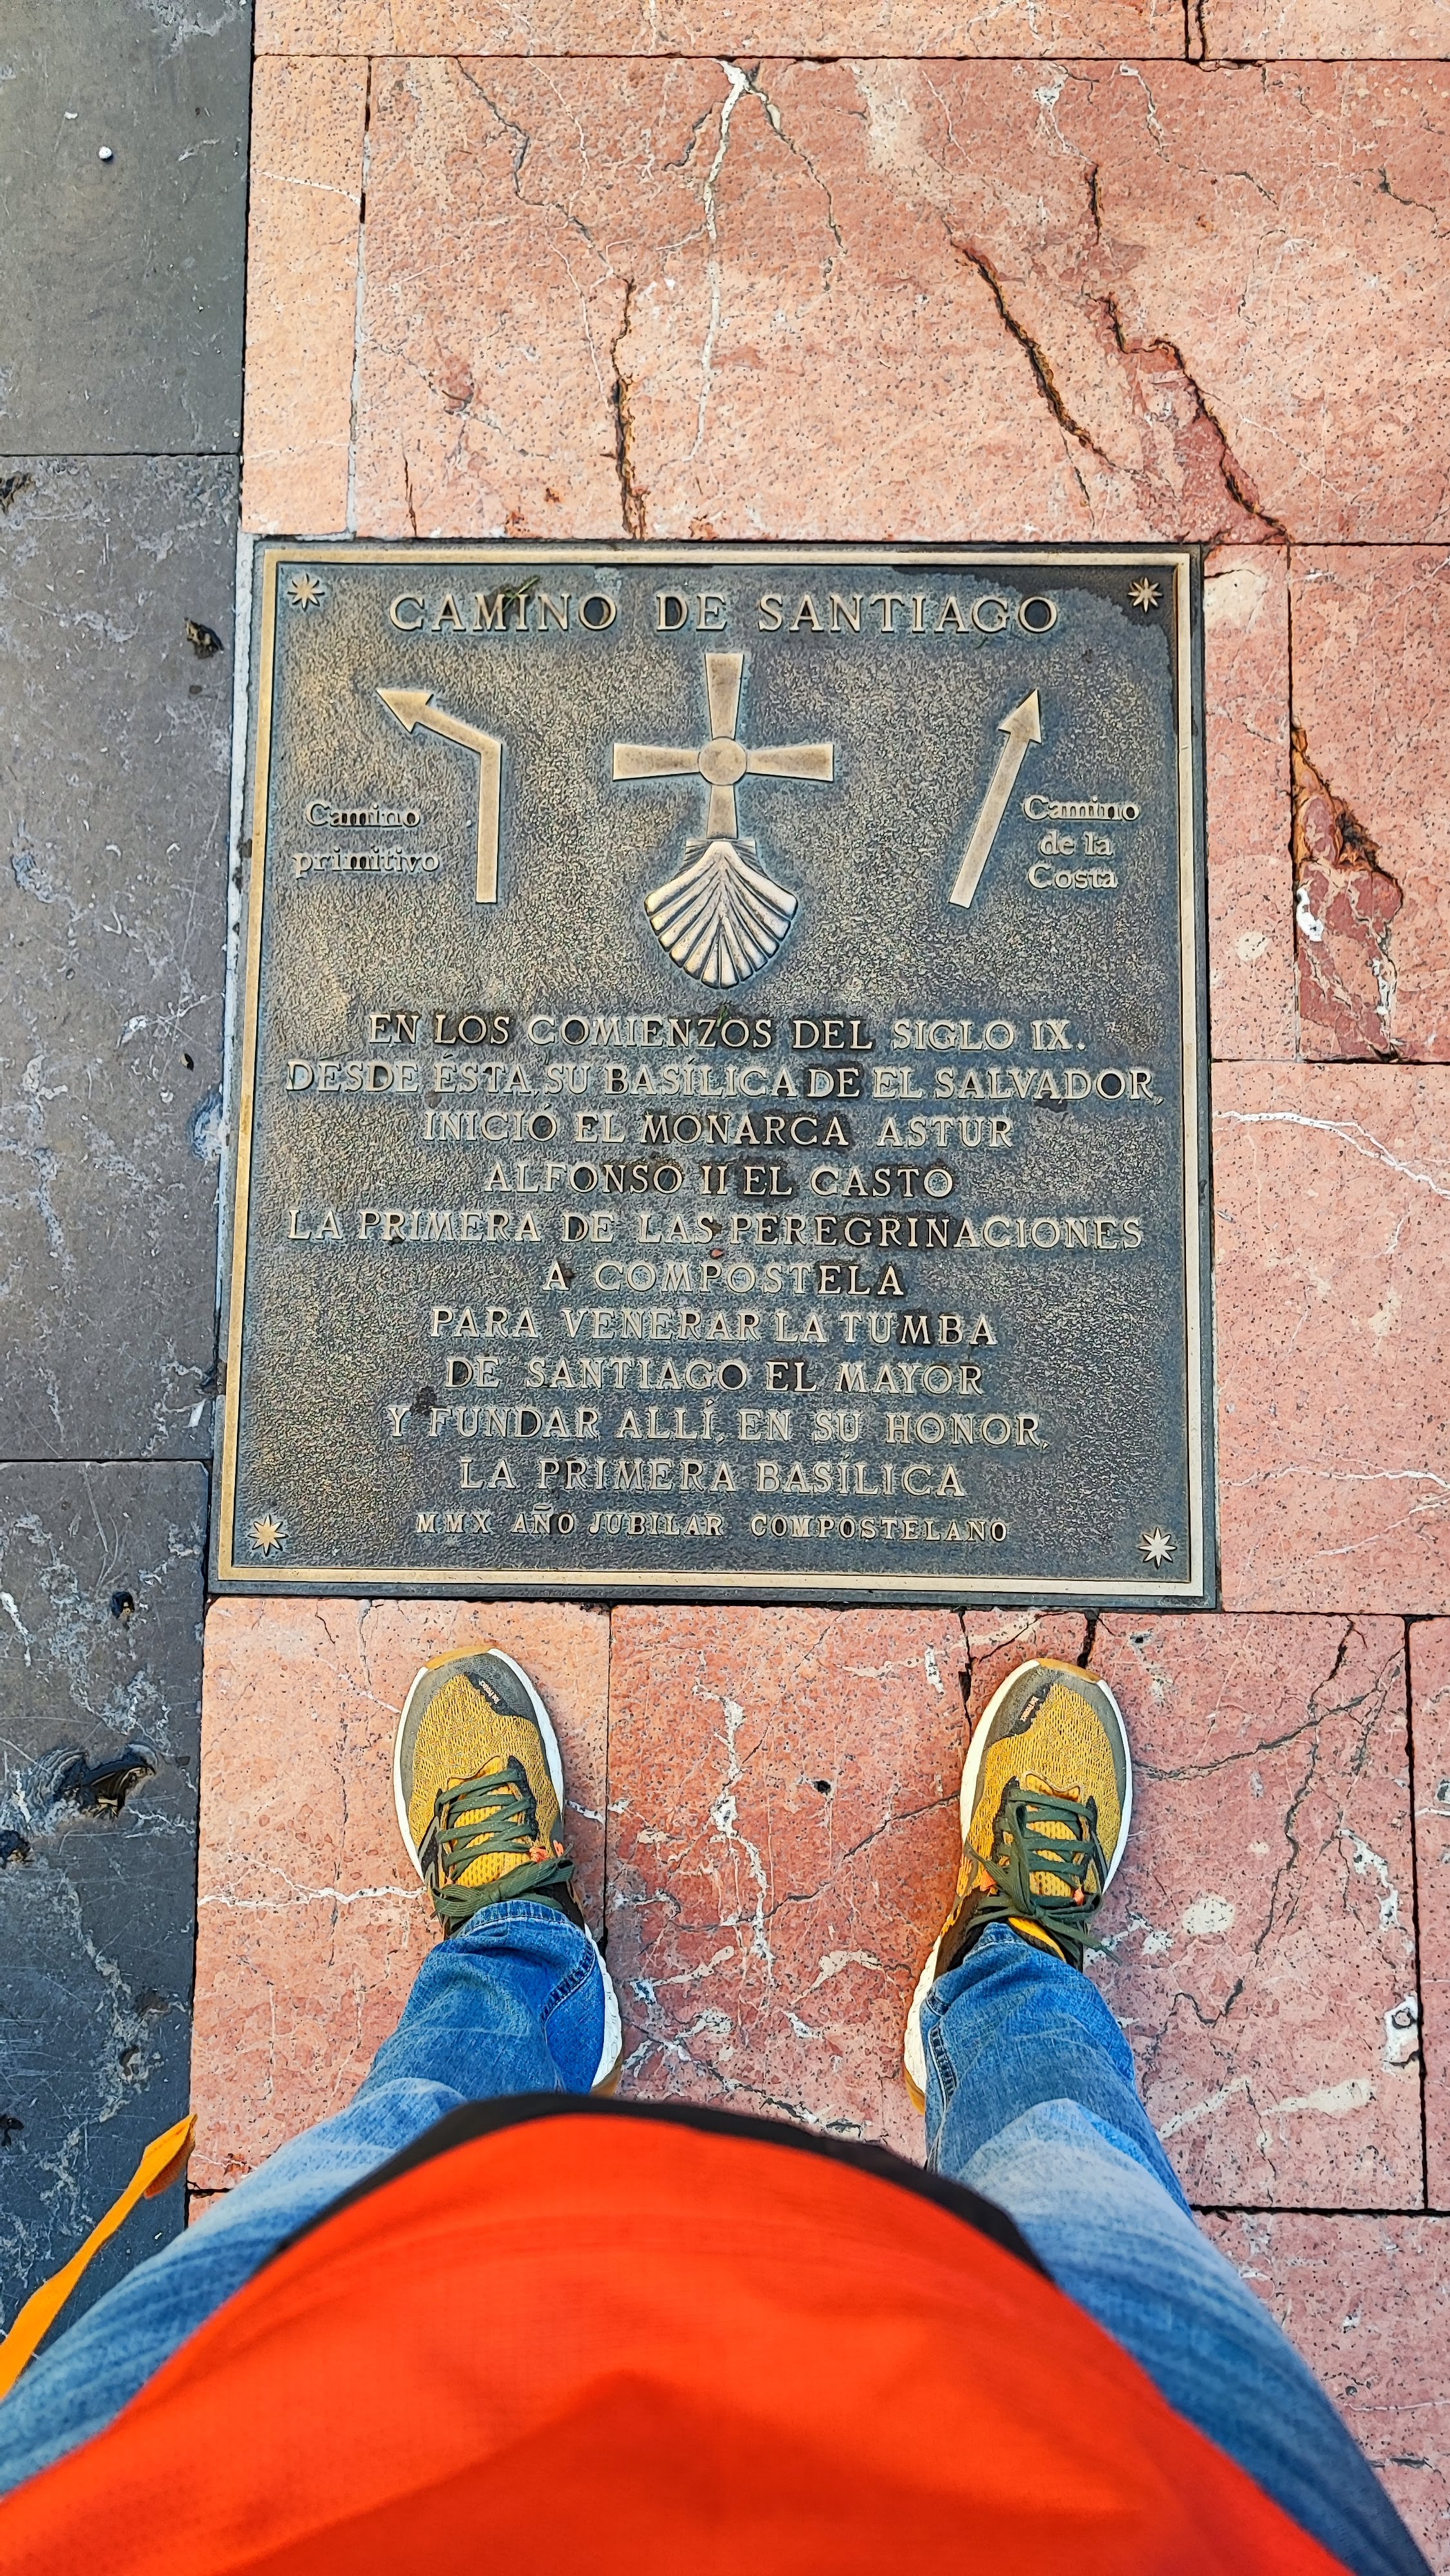 CAMINO DE SANTIAGO
Camino
primitivo
Camino
de la
Costa
EN LOS COMIENZOS DEL SIGLO IX.
DESDE ÉSTA, SU BASÍLICA DE EL SALVADOR,
INICIÓ EL MONARCA ASTUR
ALFONSO II EL CASTO
LA PRIMERA DE LAS PEREGRINACIONES
A COMPOSTELA
PARA VENERAR LA TUMBA
DE SANTIAGO EL MAYOR
Y FUNDAR ALLÍ, EN SU HONOR,
LA PRIMERA BASÍLICA
MMX AÑO JUBILAR COMPOSTELANO